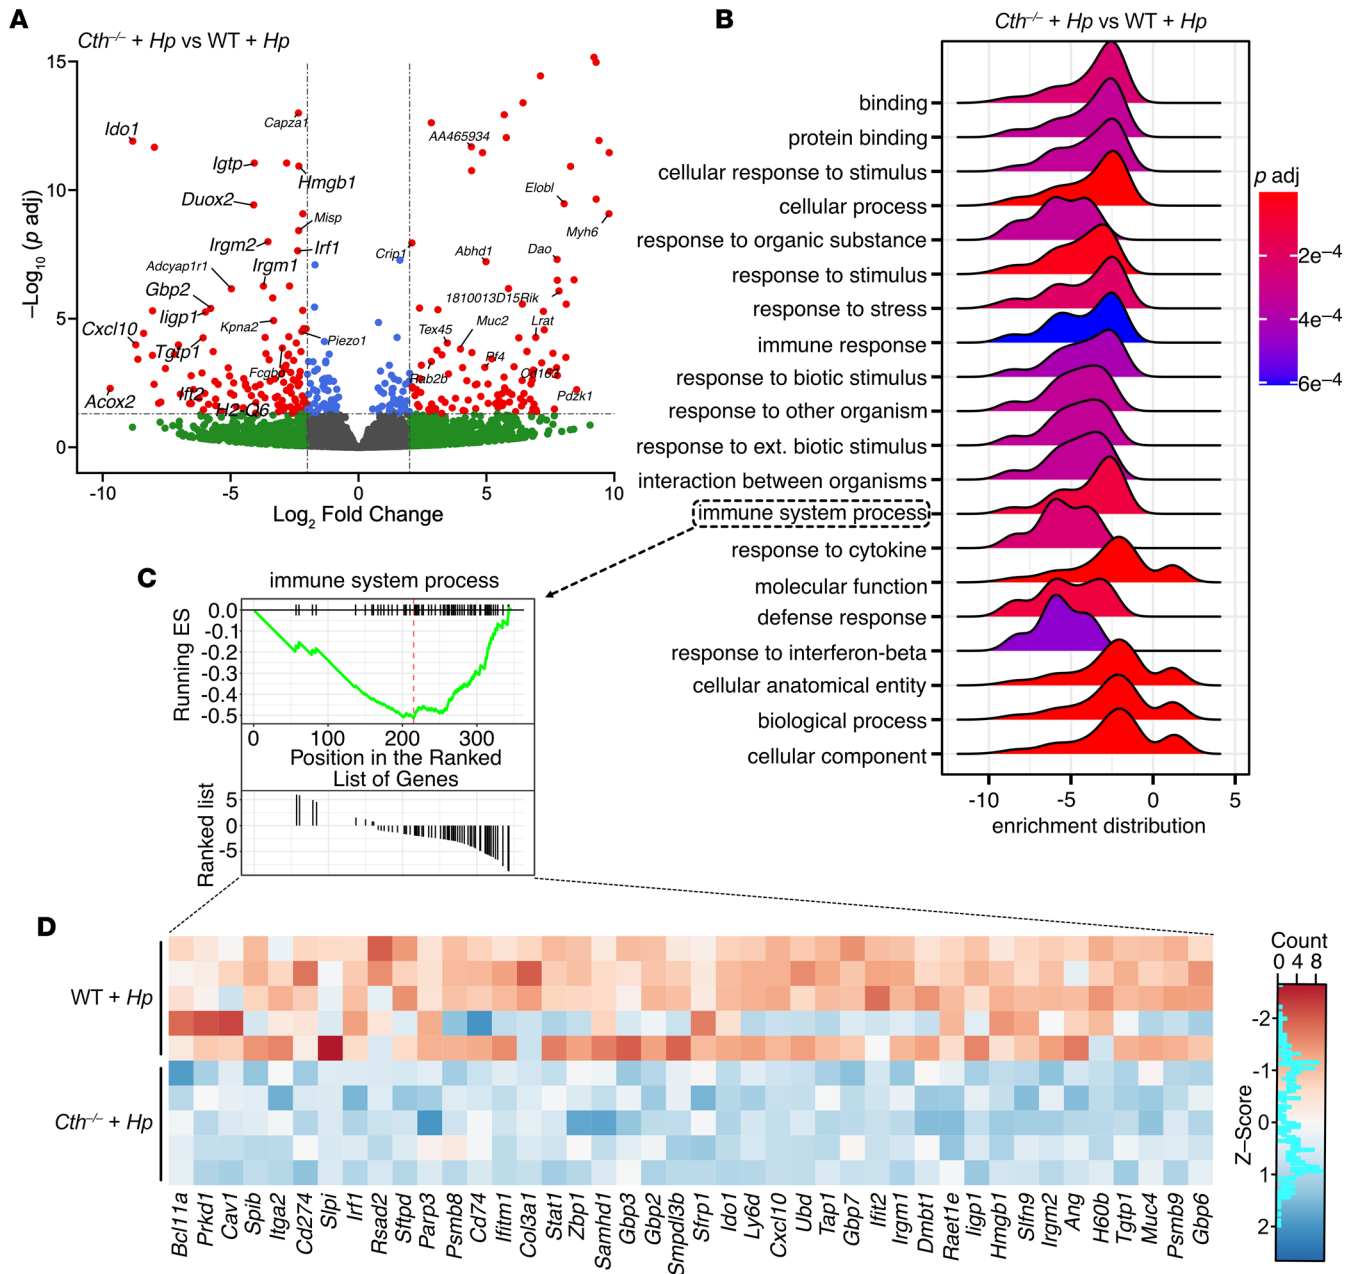 A
Cth–/– + Hp vs WT + Hp
–Log10 (p adj)
15
10
5
0
-10
-5
0
5
10
Log2 Fold Change
Ido1
Capza1
AA465934
Igtp
Hmgb1
Duox2
Elobl
Misp
Myh6
Irgm2
Irf1
Crip1
Abhd1
Dao
Adcyap1r1
Irgm1
Gbp2
1810013D15Rik
Iigp1
Kpna2
Cxcl10
Tgtp1
Piezo1
Tex45
Muc2
Lrat
Fcgbp
Rab2b
Pf4
Cd163
Acox2
Ifit2
H2-Q6
Pdzk1
B
Cth–/– + Hp vs WT + Hp
binding
protein binding
cellular response to stimulus
cellular process
response to organic substance
response to stimulus
response to stress
immune response
response to biotic stimulus
response to other organism
response to ext. biotic stimulus
interaction between organisms
immune system process
response to cytokine
molecular function
defense response
response to interferon-beta
cellular anatomical entity
biological process
cellular component
-10
-5
0
5
enrichment distribution
p adj
2e–4
4e–4
6e–4
C
immune system process
Running ES
0.0
-0.1
-0.2
-0.3
-0.4
-0.5
0
100
200
300
Position in the Ranked
List of Genes
Ranked list
5
0
-5
D
WT + Hp
Cth–/– + Hp
Bcl11a
Prkd1
Cav1
Spib
Itga2
Cd274
Slpi
Irf1
Rsad2
Sftpd
Parp3
Psmb8
Cd74
Ifitm1
Col3a1
Stat1
Zbp1
Samhd1
Gbp3
Gbp2
Smpdl3b
Sfrp1
Ido1
Ly6d
Cxcl10
Ubd
Tap1
Gbp7
Ifit2
Irgm1
Dmbt1
Raet1e
Iigp1
Hmgb1
Slfn9
Irgm2
Ang
H60b
Tgtp1
Muc4
Psmb9
Gbp6
Count
0 4 8
Z–Score
-2
-1
0
1
2